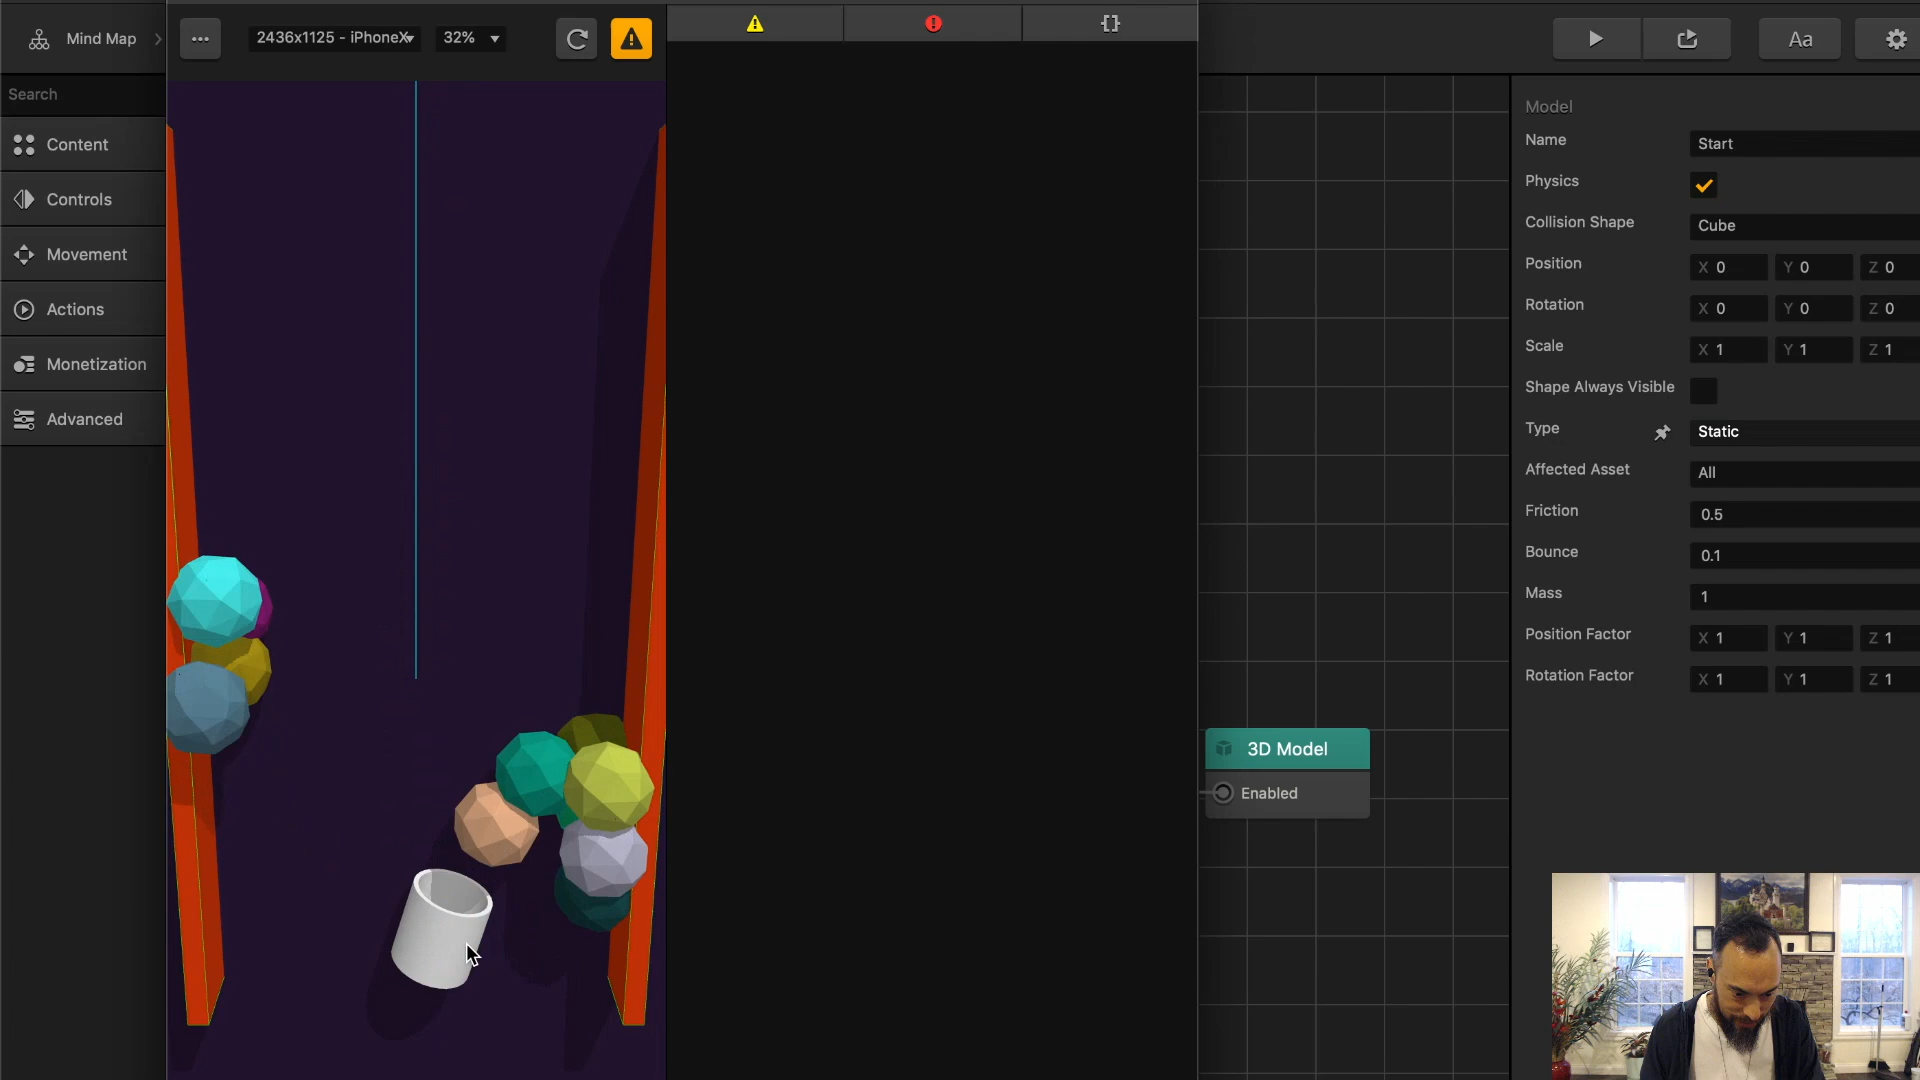 Mind Map
2436x1125 - iPhoneX
32%
{}
Aa
Search
Content
Controls
Movement
Actions
Monetization
Advanced
3D Model
Enabled
Model
Name Start
Physics
Collision Shape Cube
Position X 0 Y 0 Z 0
Rotation X 0 Y 0 Z 0
Scale X 1 Y 1 Z 1
Shape Always Visible
Type Static
Affected Asset All
Friction 0.5
Bounce 0.1
Mass 1
Position Factor X 1 Y 1 Z 1
Rotation Factor X 1 Y 1 Z 1